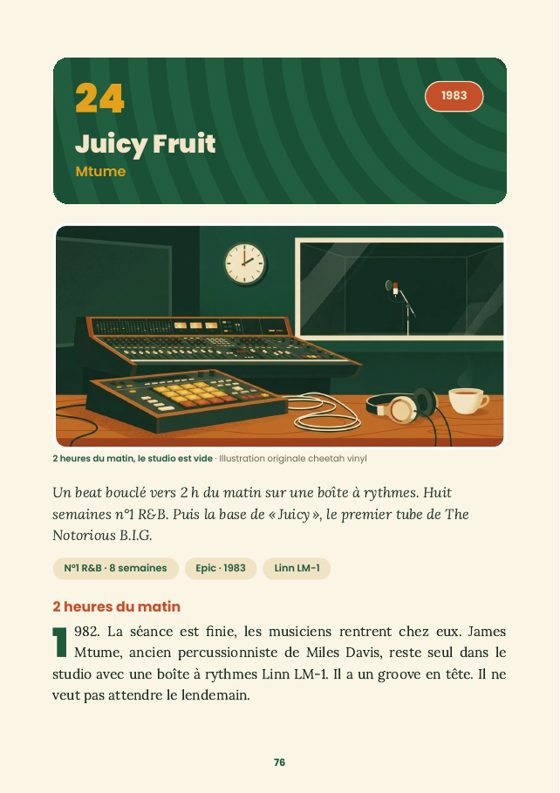 24
1983
Juicy Fruit
Mtume
2 heures du matin, le studio est vide · Illustration originale cheetah vinyl
Un beat bouclé vers 2 h du matin sur une boîte à rythmes. Huit
semaines n°1 R&B. Puis la base de « Juicy », le premier tube de The
Notorious B.I.G.
N°1 R&B · 8 semaines
Epic · 1983
Linn LM-1
2 heures du matin
1982. La séance est finie, les musiciens rentrent chez eux. James
Mtume, ancien percussionniste de Miles Davis, reste seul dans le
studio avec une boîte à rythmes Linn LM-1. Il a un groove en tête. Il ne
veut pas attendre le lendemain.
76